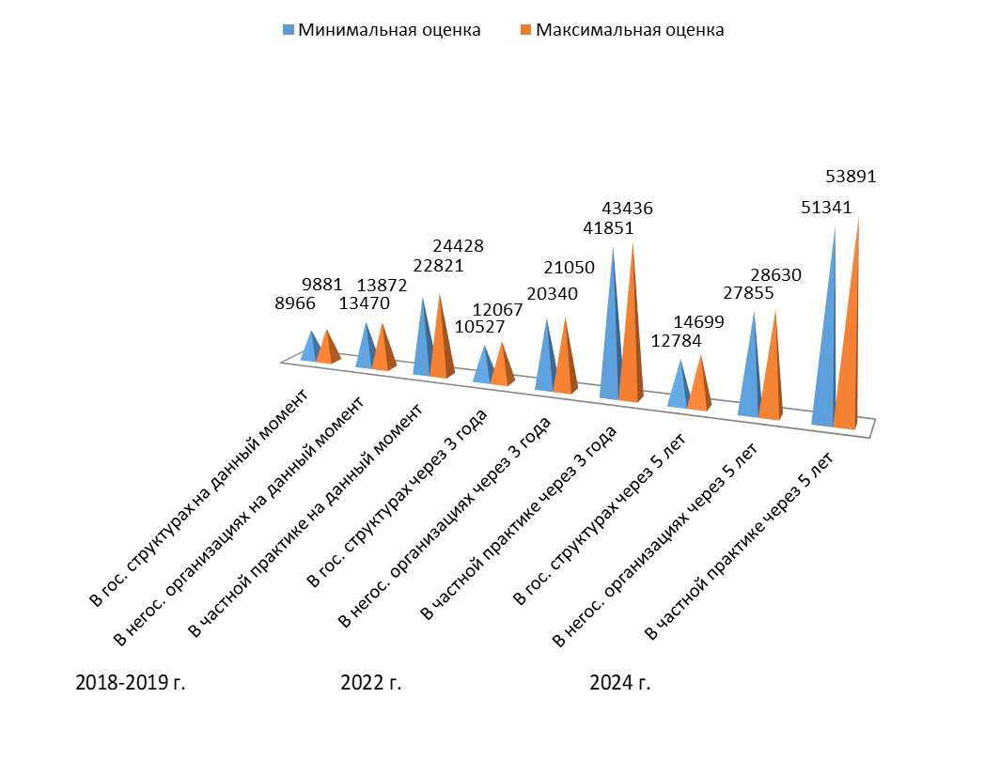 Минимальная оценка
Максимальная оценка
8966
9881
13470
13872
22821
24428
10527
12067
20340
21050
41851
43436
12784
14699
27855
28630
51341
53891
В гос. структурах на данный момент
В негос. организациях на данный момент
В частной практике на данный момент
В гос. структурах через 3 года
В негос. организациях через 3 года
В частной практике через 3 года
В гос. структурах через 5 лет
В негос. организациях через 5 лет
В частной практике через 5 лет
2018-2019 г.
2022 г.
2024 г.